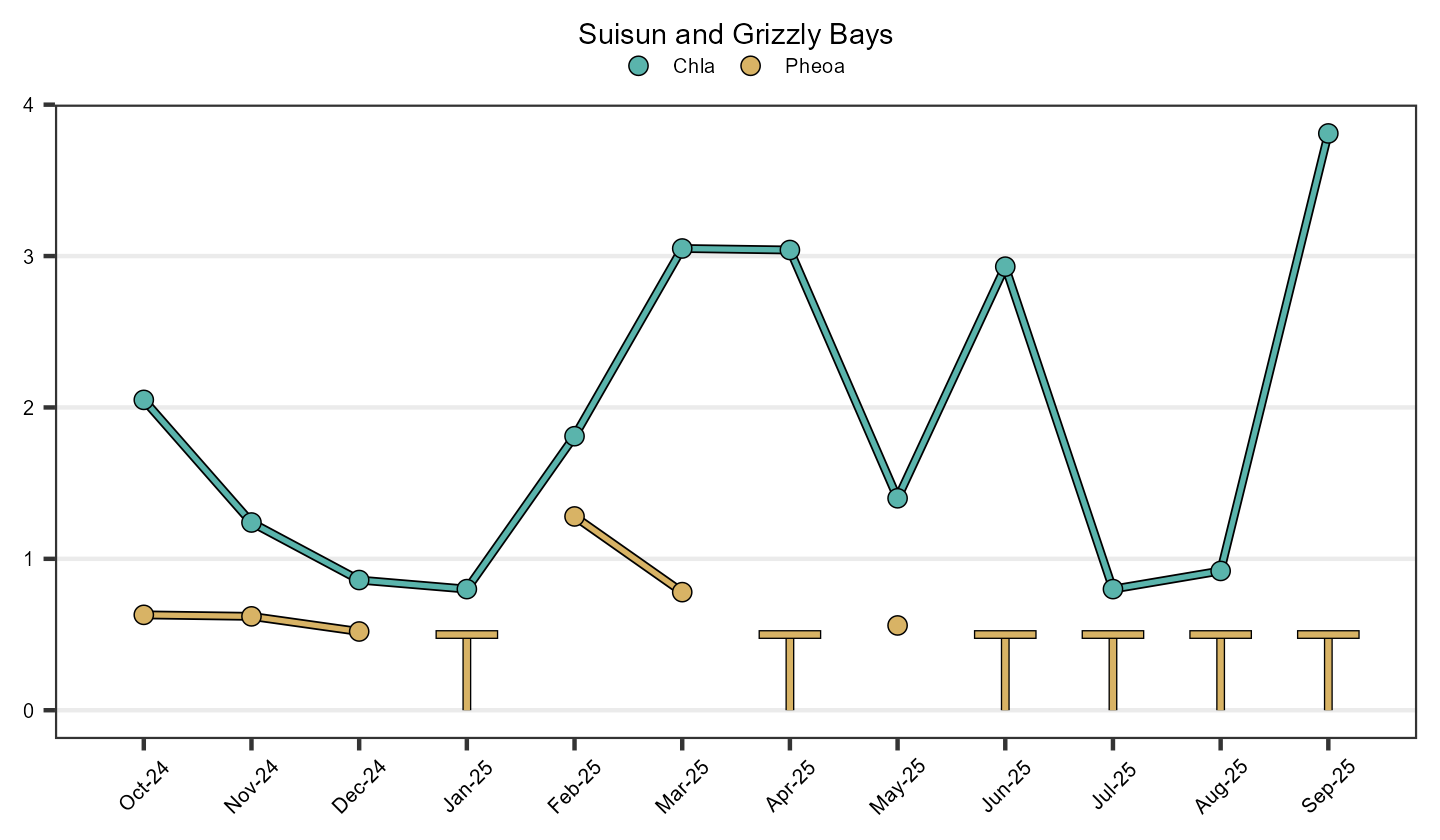 Suisun and Grizzly Bays
Chla Pheoa
4
3
2
1
0
Oct-24 Nov-24 Dec-24 Jan-25 Feb-25 Mar-25 Apr-25 May-25 Jun-25 Jul-25 Aug-25 Sep-25